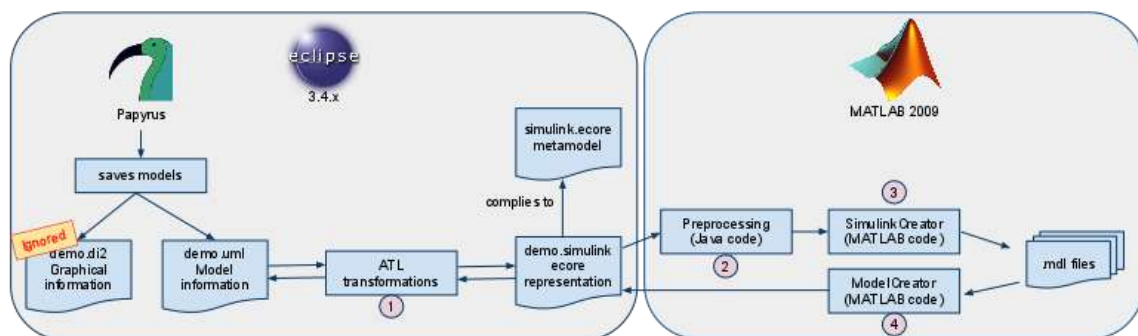 eclipse
3.4.x
Papyrus
saves models
Ignored
demo.di2
Graphical
information
demo.uml
Model
information
ATL
transformations
1
simulink.ecore
metamodel
complies to
demo.simulink
ecore
representation
MATLAB 2009
Preprocessing
(Java code)
2
3
SimulinkCreator
(MATLAB code)
.mdl files
ModelCreator
(MATLAB code)
4